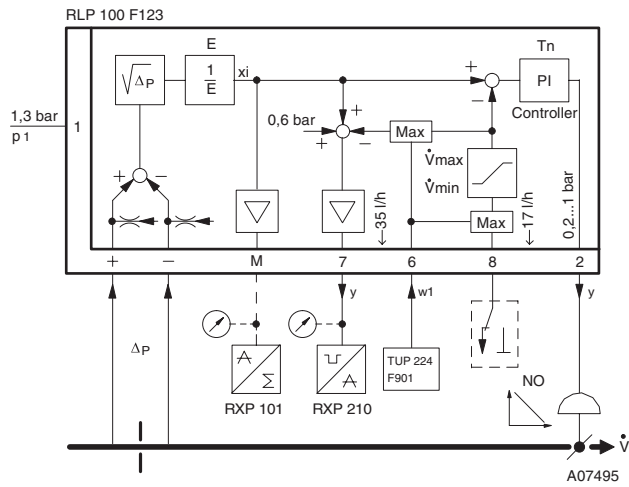 RLP 100 F123
E
Tn
√ΔP
1
E
xi
+
PI
−
Controller
1,3 bar
p 1
1
0,6 bar
+
+
−
Max
V̇max
V̇min
+
−
Max
35 l/h
17 l/h
0,2...1 bar
+
−
M
7
6
8
2
y
w1
y
ΔP
A
Σ
A
TUP 224
F901
NO
RXP 101
RXP 210
V̇
A07495